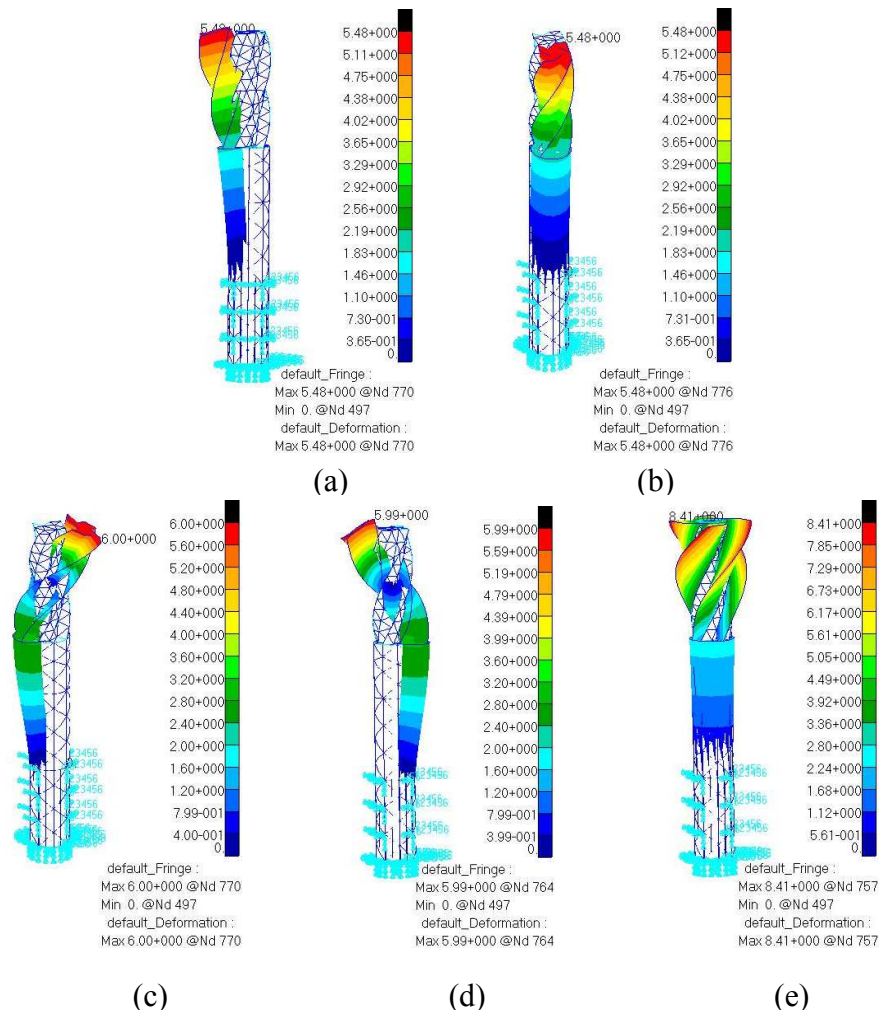 5.48+000
5.48+000
5.11+000
4.75+000
4.38+000
4.02+000
3.65+000
3.29+000
2.92+000
2.56+000
2.19+000
1.83+000
1.46+000
1.10+000
7.30-001
3.65-001
0.
default_Fringe :
Max 5.48+000 @Nd 770
Min 0. @Nd 497
default_Deformation :
Max 5.48+000 @Nd 770
(a)
5.48+000
5.48+000
5.12+000
4.75+000
4.38+000
4.02+000
3.65+000
3.29+000
2.92+000
2.56+000
2.19+000
1.83+000
1.46+000
1.10+000
7.31-001
3.65-001
0.
default_Fringe :
Max 5.48+000 @Nd 776
Min 0. @Nd 497
default_Deformation :
Max 5.48+000 @Nd 776
(b)
6.00+000
6.00+000
5.60+000
5.20+000
4.80+000
4.40+000
4.00+000
3.60+000
3.20+000
2.80+000
2.40+000
2.00+000
1.60+000
1.20+000
7.99-001
4.00-001
0.
default_Fringe :
Max 6.00+000 @Nd 770
Min 0. @Nd 497
default_Deformation :
Max 6.00+000 @Nd 770
(c)
5.99+000
5.99+000
5.59+000
5.19+000
4.79+000
4.39+000
3.99+000
3.60+000
3.20+000
2.80+000
2.40+000
2.00+000
1.60+000
1.20+000
7.99-001
3.99-001
0.
default_Fringe :
Max 5.99+000 @Nd 764
Min 0. @Nd 497
default_Deformation :
Max 5.99+000 @Nd 764
(d)
8.41+000
8.41+000
7.85+000
7.29+000
6.73+000
6.17+000
5.61+000
5.05+000
4.49+000
3.92+000
3.36+000
2.80+000
2.24+000
1.68+000
1.12+000
5.61-001
0.
default_Fringe :
Max 8.41+000 @Nd 757
Min 0. @Nd 497
default_Deformation :
Max 8.41+000 @Nd 757
(e)